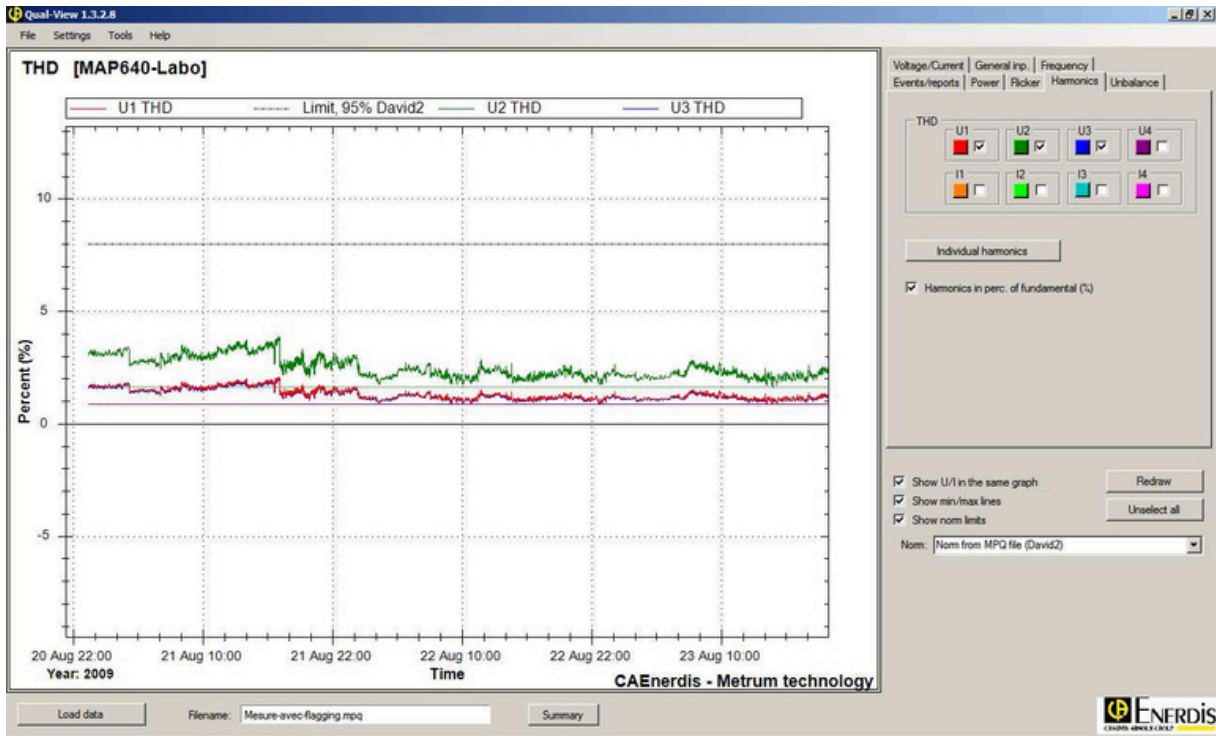 Qual-View 1.3.2.8
File Settings Tools Help
THD [MAP640-Labo]
U1 THD Limit, 95% David2 U2 THD U3 THD
10
5
0
-5
Percent (%)
20 Aug 22:00 21 Aug 10:00 21 Aug 22:00 22 Aug 10:00 22 Aug 22:00 23 Aug 10:00
Year: 2009 Time
CAEnerdis - Metrum technology
Voltage/Current General inp. Frequency
Events/reports Power Flicker Harmonics Unbalance
THD
U1 U2 U3 U4
I1 I2 I3 I4
Individual harmonics
Harmonics in perc. of fundamental (%)
Show U/I in the same graph Redraw
Show min/max lines
Unselect all
Show norm limits
Norm: Norm from MPQ file (David2)
Load data Filename: Mesure-avec-flagging.mpq Summary
ENERDIS
CHAUVIN ARNOUX GROUP